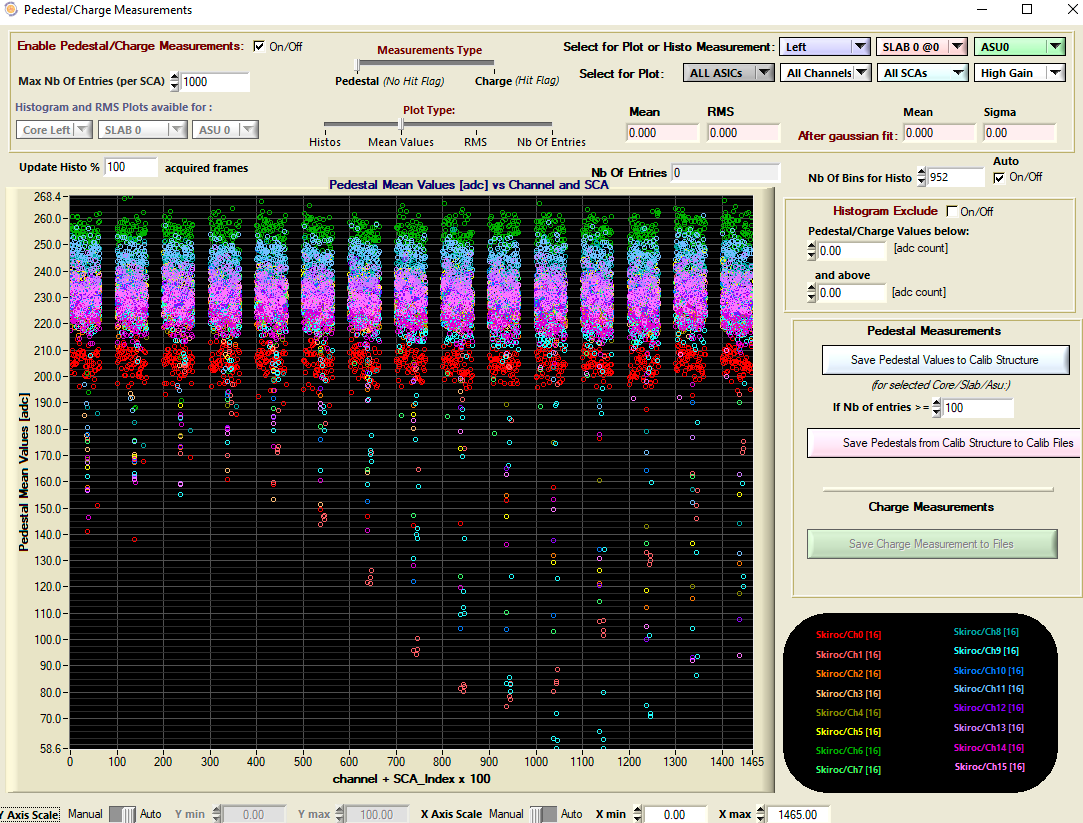 Pedestal/Charge Measurements
Enable Pedestal/Charge Measurements: On/Off
Max Nb Of Entries (per SCA) 1000
Histogram and RMS Plots avaible for :
Core Left SLAB 0 ASU 0
Measurements Type
Pedestal (No Hit Flag) Charge (Hit Flag)
Plot Type:
Histos Mean Values RMS Nb Of Entries
Select for Plot or Histo Measurement: Left SLAB 0 @0 ASU0
Select for Plot: ALL ASICs All Channels All SCAs High Gain
Mean RMS
0.000 0.000
After gaussian fit:
Mean Sigma
0.000 0.00
Update Histo % 100 acquired frames
Nb Of Entries 0
Nb Of Bins for Histo 952
Auto
On/Off
Pedestal Mean Values [adc] vs Channel and SCA
Pedestal Mean Values [adc]
268.4
260.0
250.0
240.0
230.0
220.0
210.0
200.0
190.0
180.0
170.0
160.0
150.0
140.0
130.0
120.0
110.0
100.0
90.0
80.0
70.0
58.6
0 100 200 300 400 500 600 700 800 900 1000 1100 1200 1300 1400 1465
channel + SCA_Index x 100
Histogram Exclude On/Off
Pedestal/Charge Values below:
0.00 [adc count]
and above
0.00 [adc count]
Pedestal Measurements
Save Pedestal Values to Calib Structure
(for selected Core/Slab/Asu:)
If Nb of entries >= 100
Save Pedestals from Calib Structure to Calib Files
Charge Measurements
Save Charge Measurement to Files
Skiroc/Ch0 [16]
Skiroc/Ch1 [16]
Skiroc/Ch2 [16]
Skiroc/Ch3 [16]
Skiroc/Ch4 [16]
Skiroc/Ch5 [16]
Skiroc/Ch6 [16]
Skiroc/Ch7 [16]
Skiroc/Ch8 [16]
Skiroc/Ch9 [16]
Skiroc/Ch10 [16]
Skiroc/Ch11 [16]
Skiroc/Ch12 [16]
Skiroc/Ch13 [16]
Skiroc/Ch14 [16]
Skiroc/Ch15 [16]
Y Axis Scale Manual Auto Y min 0.00 Y max 100.00 X Axis Scale Manual Auto X min 0.00 X max 1465.00